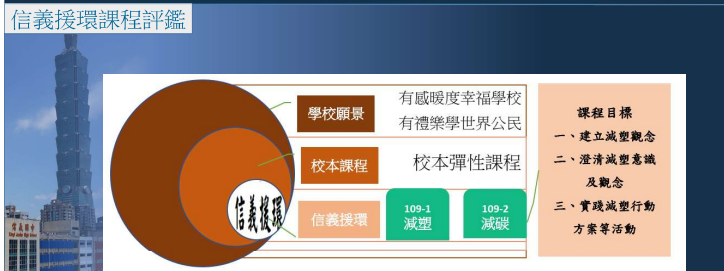 信義援環課程評鑑
學校願景
有感暖度幸福學校
有禮樂學世界公民
校本課程
校本彈性課程
信義援環
信義援環
109-1
減塑
109-2
減碳
課程目標
一、建立減塑觀念
二、澄清減塑意識
及觀念
三、實踐減塑行動
方案等活動